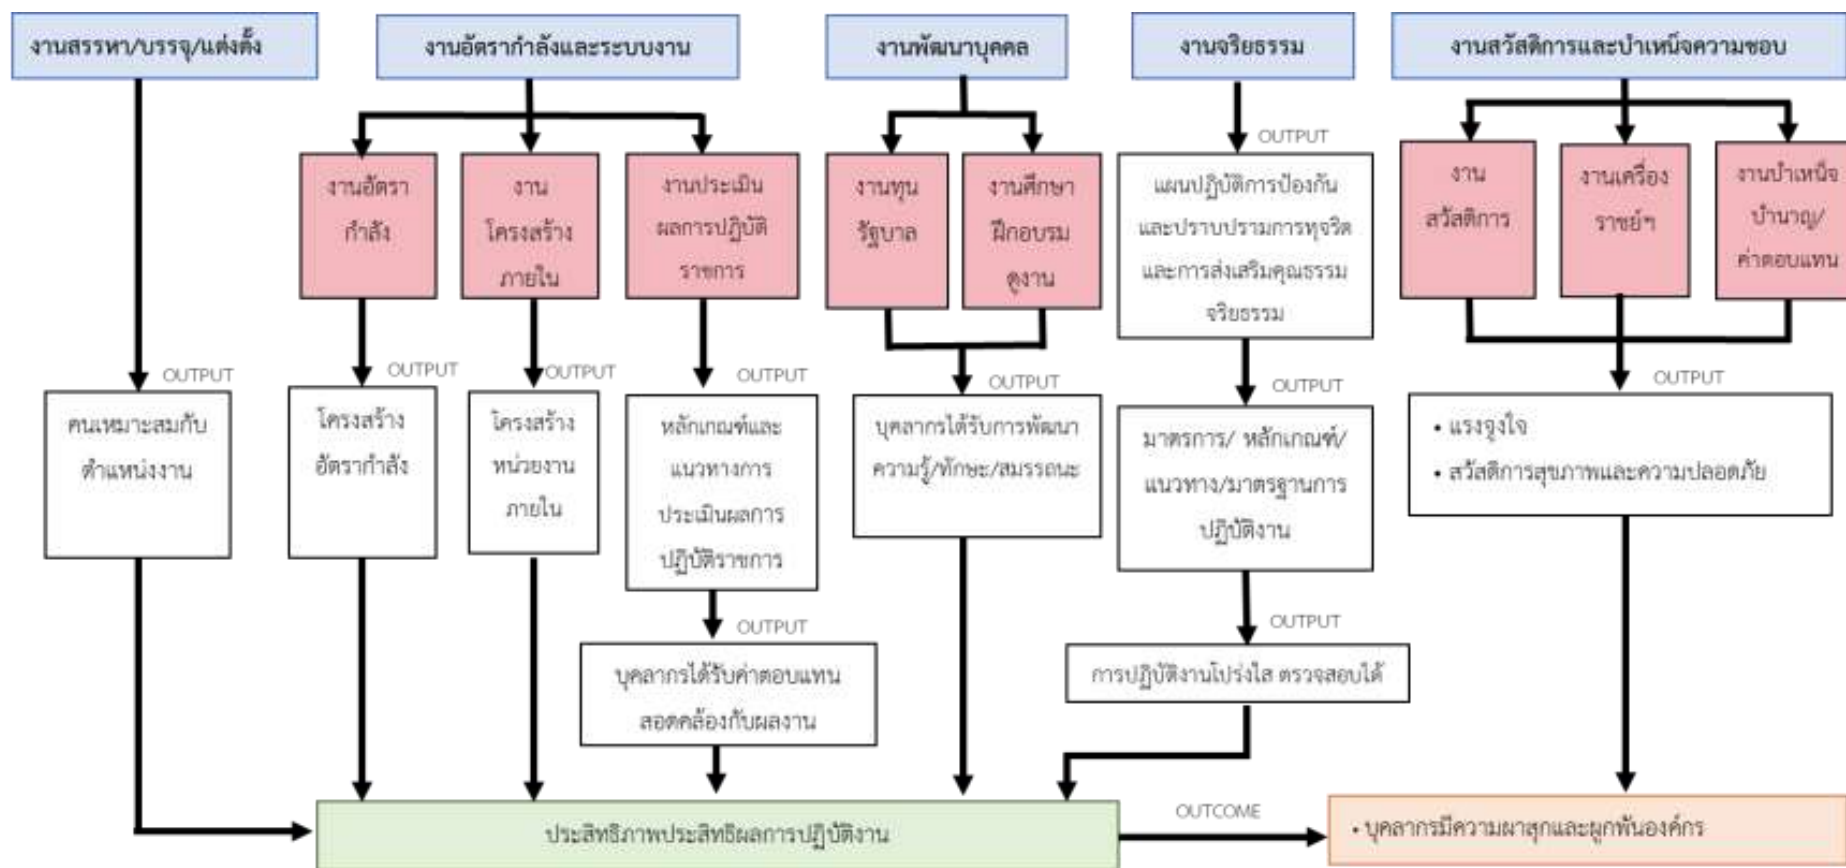 งานสรรหา/บรรจุ/แต่งตั้ง
งานอัตรากำลังและระบบงาน
งานพัฒนาบุคคล
งานจริยธรรม
งานสวัสดิการและบำเหน็จความชอบ
OUTPUT
งานอัตรา
กำลัง
งาน
โครงสร้าง
ภายใน
งานประเมิน
ผลการปฏิบัติ
ราชการ
งานทุน
รัฐบาล
งานศึกษา
ฝึกอบรม
ดูงาน
แผนปฏิบัติการป้องกัน
และปราบปรามการทุจริต
และการส่งเสริมคุณธรรม
จริยธรรม
งาน
สวัสดิการ
งานเครื่อง
ราชย์ฯ
งานบำเหน็จ
บำนาญ/
ค่าตอบแทน
OUTPUT
OUTPUT
OUTPUT
OUTPUT
OUTPUT
OUTPUT
OUTPUT
คนเหมาะสมกับ
ตำแหน่งงาน
โครงสร้าง
อัตรากำลัง
โครงสร้าง
หน่วยงาน
ภายใน
หลักเกณฑ์และ
แนวทางการ
ประเมินผลการ
ปฏิบัติราชการ
บุคลากรได้รับการพัฒนา
ความรู้/ทักษะ/สมรรถนะ
มาตรการ/ หลักเกณฑ์/
แนวทาง/มาตรฐานการ
ปฏิบัติงาน
• แรงจูงใจ
• สวัสดิการสุขภาพและความปลอดภัย
OUTPUT
OUTPUT
บุคลากรได้รับค่าตอบแทน
สอดคล้องกับผลงาน
การปฏิบัติงานโปร่งใส ตรวจสอบได้
ประสิทธิภาพประสิทธิผลการปฏิบัติงาน
OUTCOME
• บุคลากรมีความผาสุกและผูกพันองค์กร